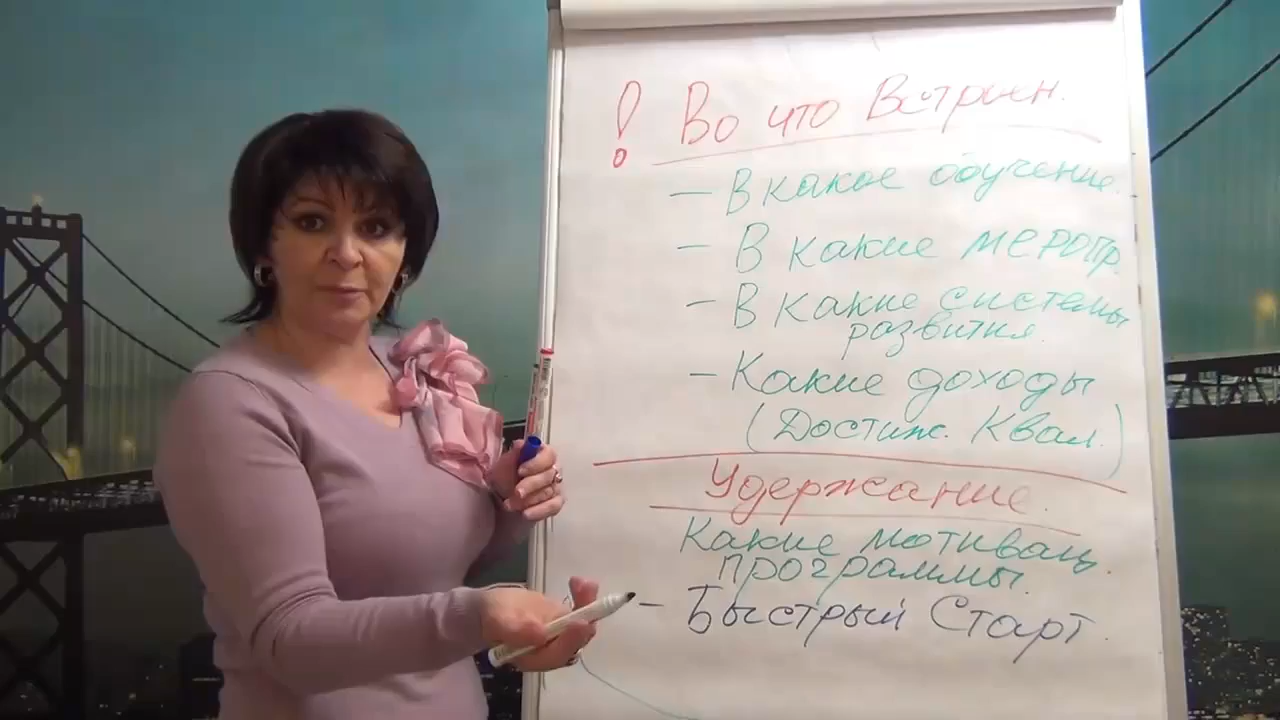 ! Во что Встроен.
- В какое обучение.
- В какие меропр.
- В какие системы
развития.
- Какие доходы
(Достиж. Квал.)
Удержание.
Какие мотивац.
программы.
- Быстрый Старт.